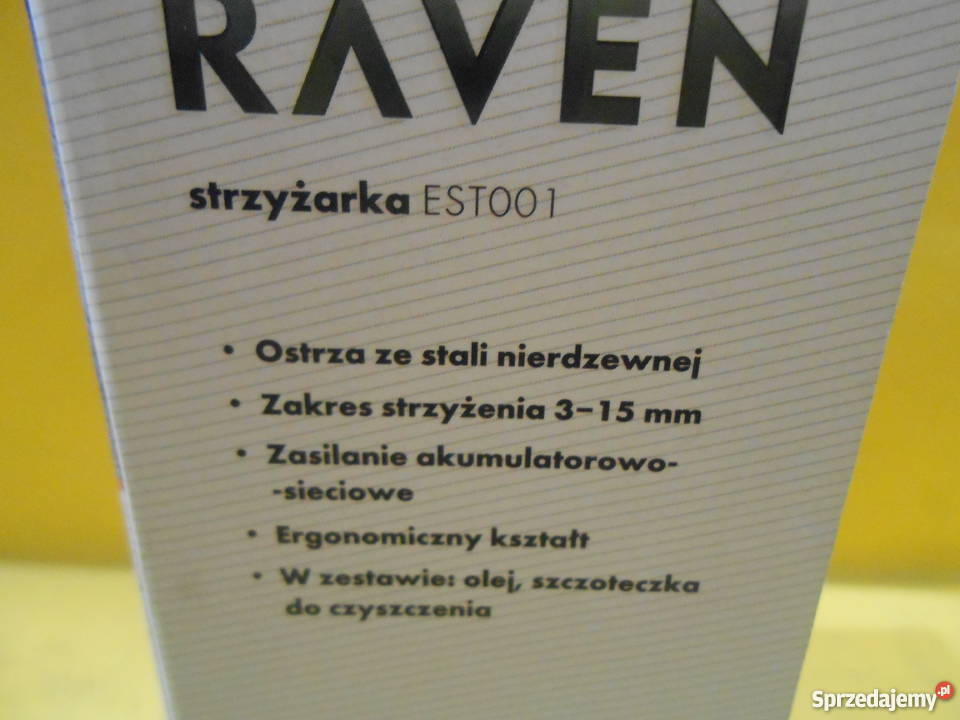 RAVEN
strzyżarka EST001
• Ostrza ze stali nierdzewnej
• Zakres strzyżenia 3–15 mm
• Zasilanie akumulatorowo-
-sieciowe
• Ergonomiczny kształt
• W zestawie: olej, szczoteczka
do czyszczenia
Sprzedajemy.pl